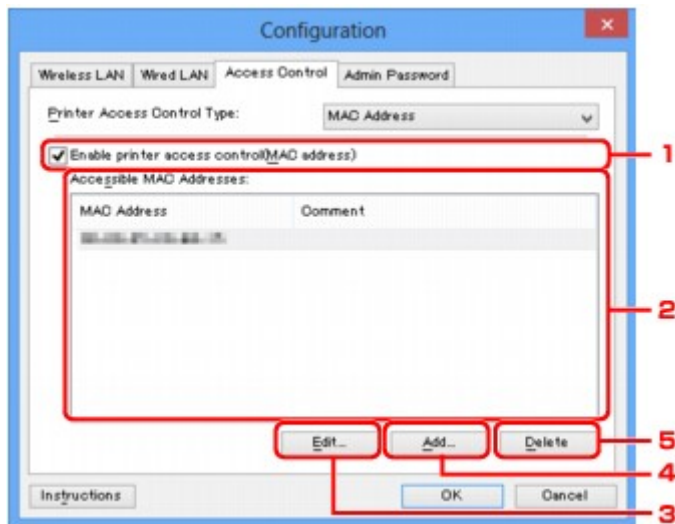 Configuration
Wireless LAN Wired LAN Access Control Admin Password
Printer Access Control Type: MAC Address
Enable printer access control(MAC address) 1
Accessible MAC Addresses:
MAC Address Comment
2
Edit... Add... Delete 5
4
Instructions OK Cancel
3